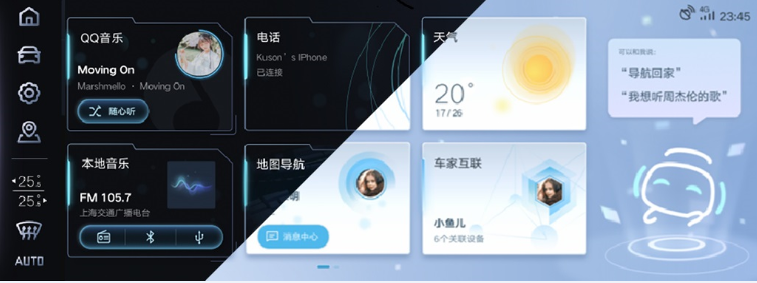 4G
23:45
QQ音乐
Moving On
Marshmello · Moving On
随心听
电话
Kuson's IPhone
已连接
天气
20°
17/26
可以和我说:
“导航回家”
“我想听周杰伦的歌”
25.5
25.5
AUTO
本地音乐
FM 105.7
上海交通广播电台
地图导航
消息中心
车家互联
小鱼儿
6个关联设备